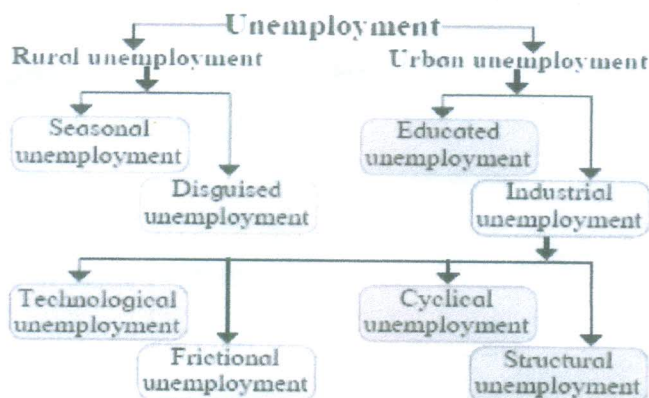 Unemployment
Rural unemployment
Urban unemployment
Seasonal
unemployment
Disguised
unemployment
Educated
unemployment
Industrial
unemployment
Technological
unemployment
Frictional
unemployment
Cyclical
unemployment
Structural
unemployment